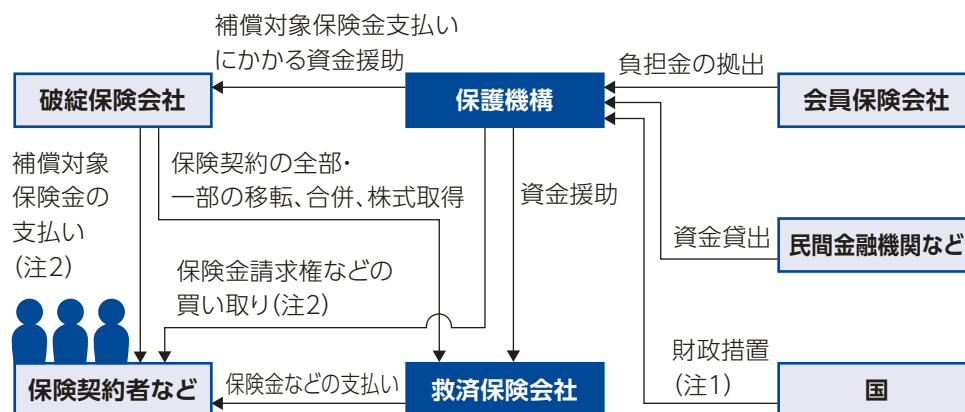 補償対象保険金支払い
にかかる資金援助
負担金の拠出
破綻保険会社
保護機構
会員保険会社
補償対象
保険金の
支払い
(注2)
保険契約の全部・
一部の移転、合併、株式取得
資金援助
資金貸出
民間金融機関など
保険金請求権などの
買い取り(注2)
財政措置
(注1)
保険契約者など
保険金などの支払い
救済保険会社
国